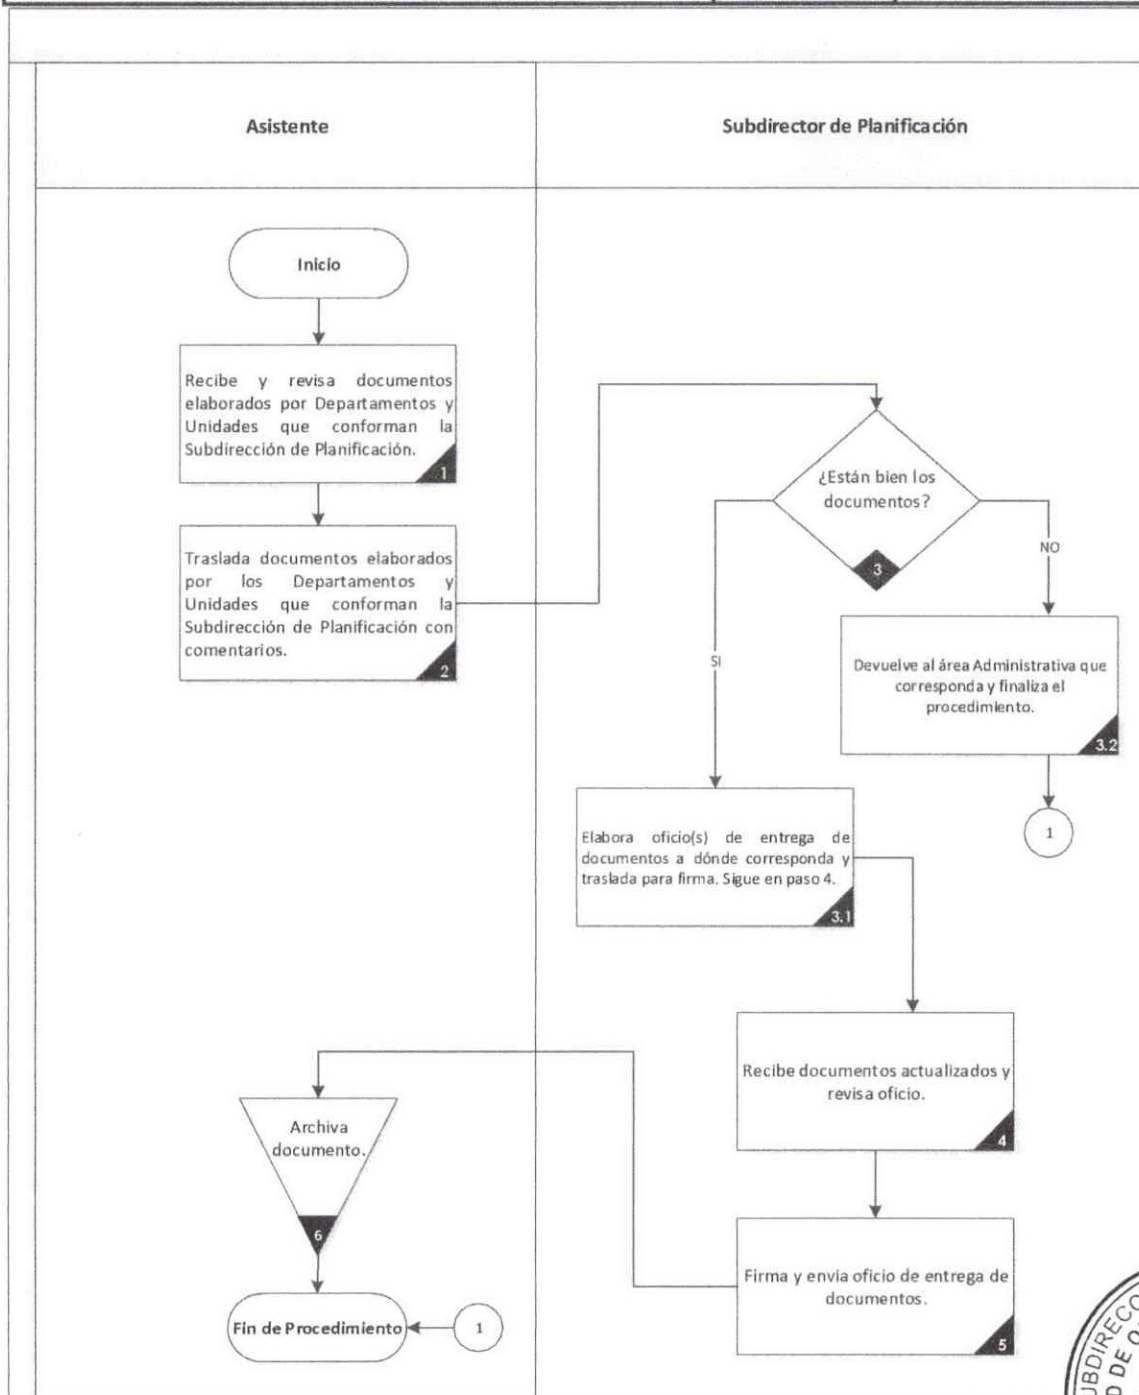 Asistente
Subdirector de Planificación
Inicio
Recibe y revisa documentos
elaborados por Departamentos y
Unidades que conforman la
Subdirección de Planificación.
1
Traslada documentos elaborados
por los Departamentos y
Unidades que conforman la
Subdirección de Planificación con
comentarios.
2
¿Están bien los
documentos?
3
NO
SI
Devuelve al área Administrativa que
corresponda y finaliza el
procedimiento.
3.2
1
Elabora oficio(s) de entrega de
documentos a dónde corresponda y
traslada para firma. Sigue en paso 4.
3.1
Recibe documentos actualizados y
revisa oficio.
4
Firma y envía oficio de entrega de
documentos.
5
Archiva
documento.
6
Fin de Procedimiento
1